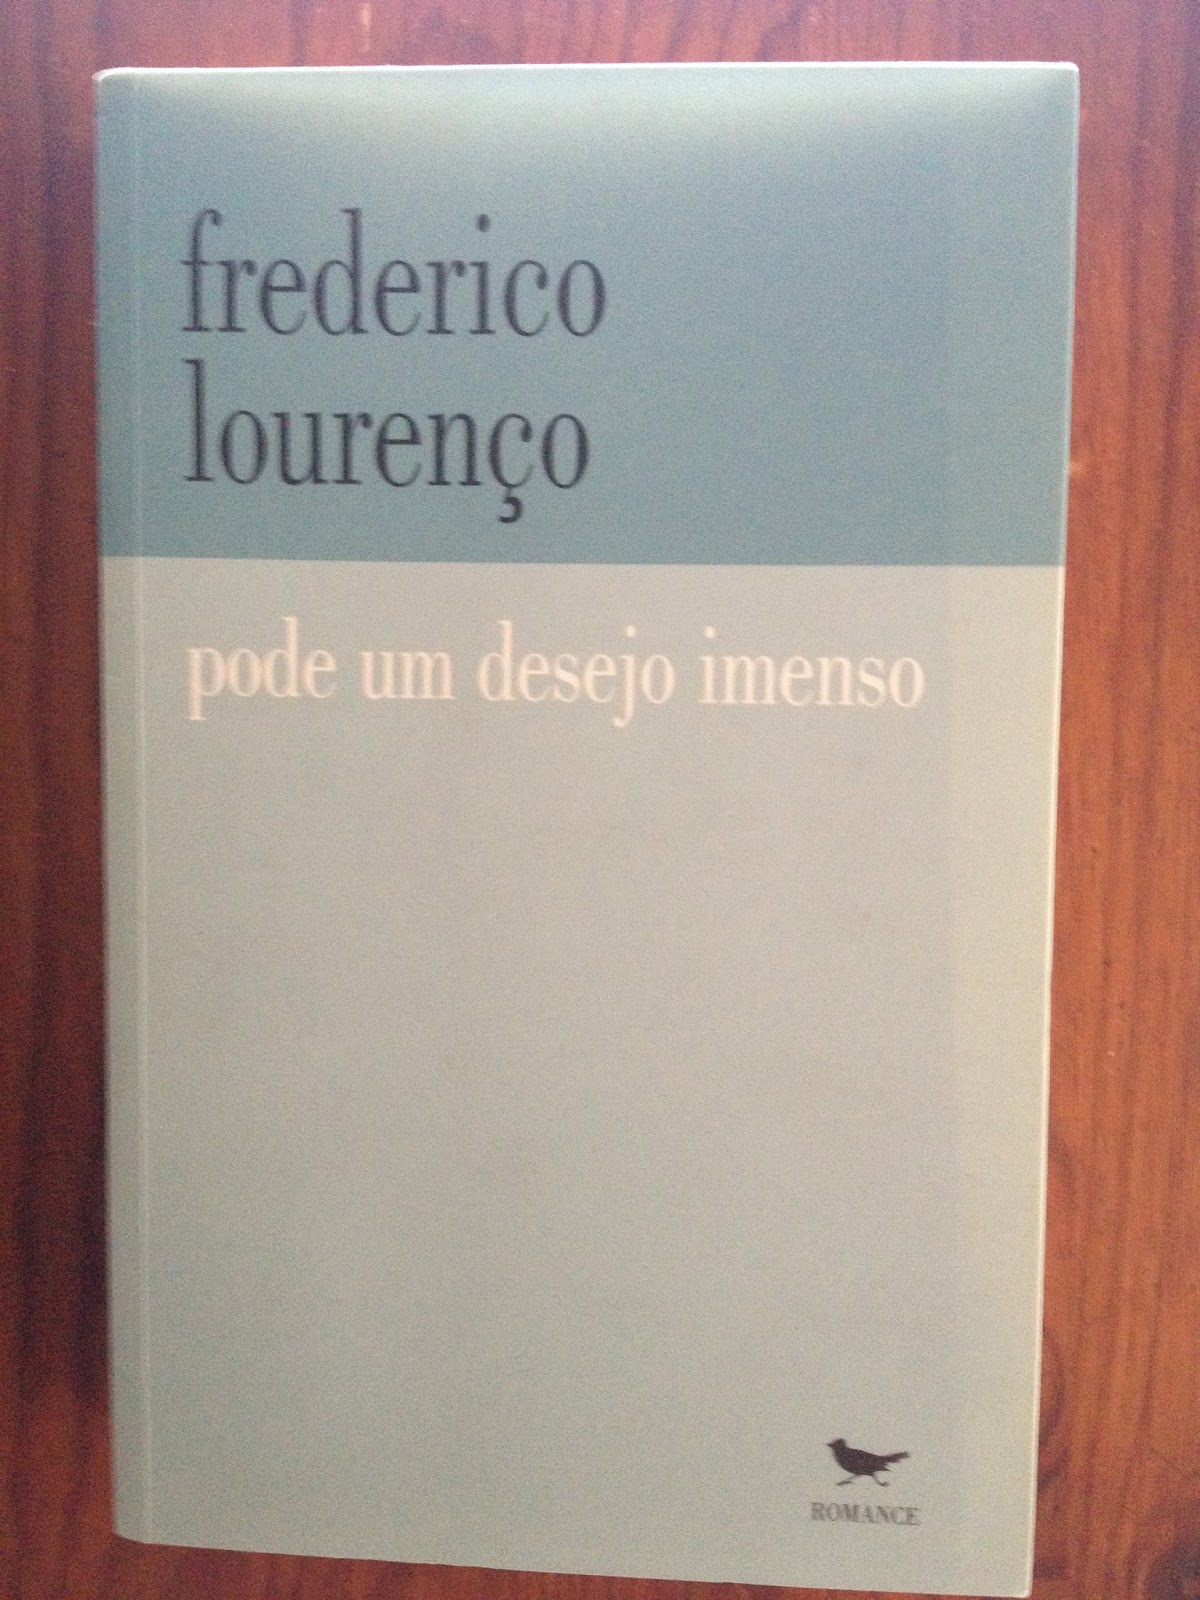 frederico
lourenço
pode um desejo imenso
ROMANCE